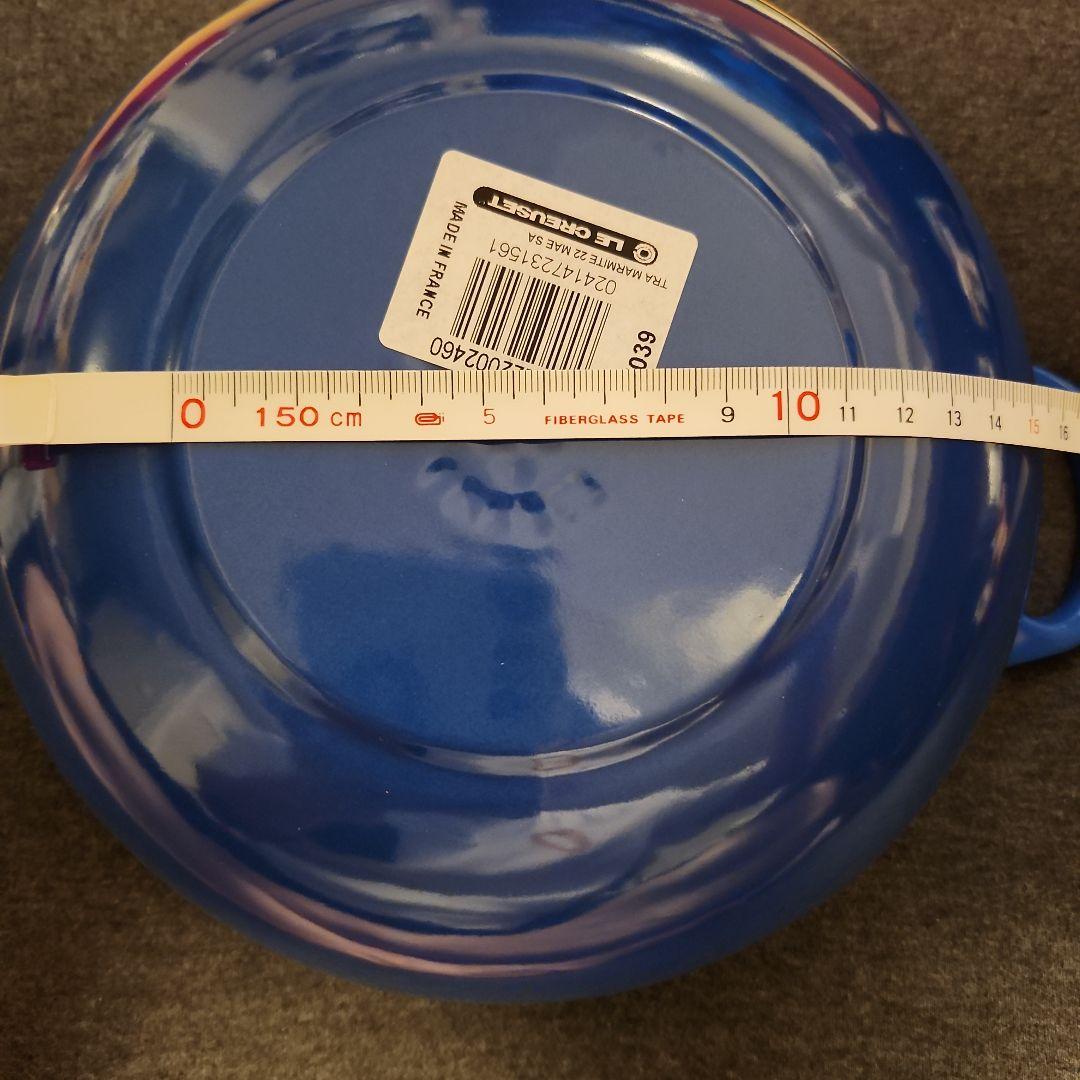 LE CREUSET
TRA MARMITE 22 MAE SA
024147231561
MADE IN FRANCE
22002460
039
0 150 cm 5 FIBERGLASS TAPE 9 10 11 12 13 14 15 16